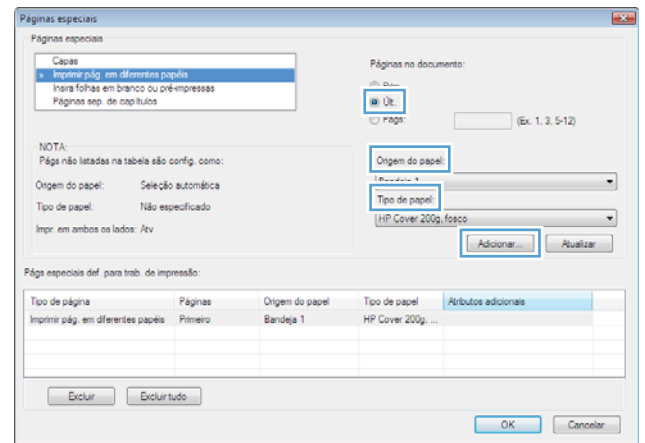 Páginas especiais
Páginas especiais
Capas
» Imprimir pág. em diferentes papéis
Insira folhas em branco ou pré-impressas
Páginas sep. de capítulos
Páginas no documento:
Últ.
Págs:
(Ex. 1, 3, 5-12)
NOTA:
Págs não listadas na tabela são config. como:
Origem do papel: Seleção automática
Tipo de papel: Não especificado
Impr. em ambos os lados: Atv
Origem do papel:
Bandeja 1
Tipo de papel:
HP Cover 200g, fosco
Adicionar... Atualizar
Págs especiais def. para trab. de impressão:
Tipo de página Páginas Origem do papel Tipo de papel Atributos adicionais
Imprimir pág. em diferentes papéis Primeiro Bandeja 1 HP Cover 200g, ...
Excluir Excluir tudo
OK Cancelar